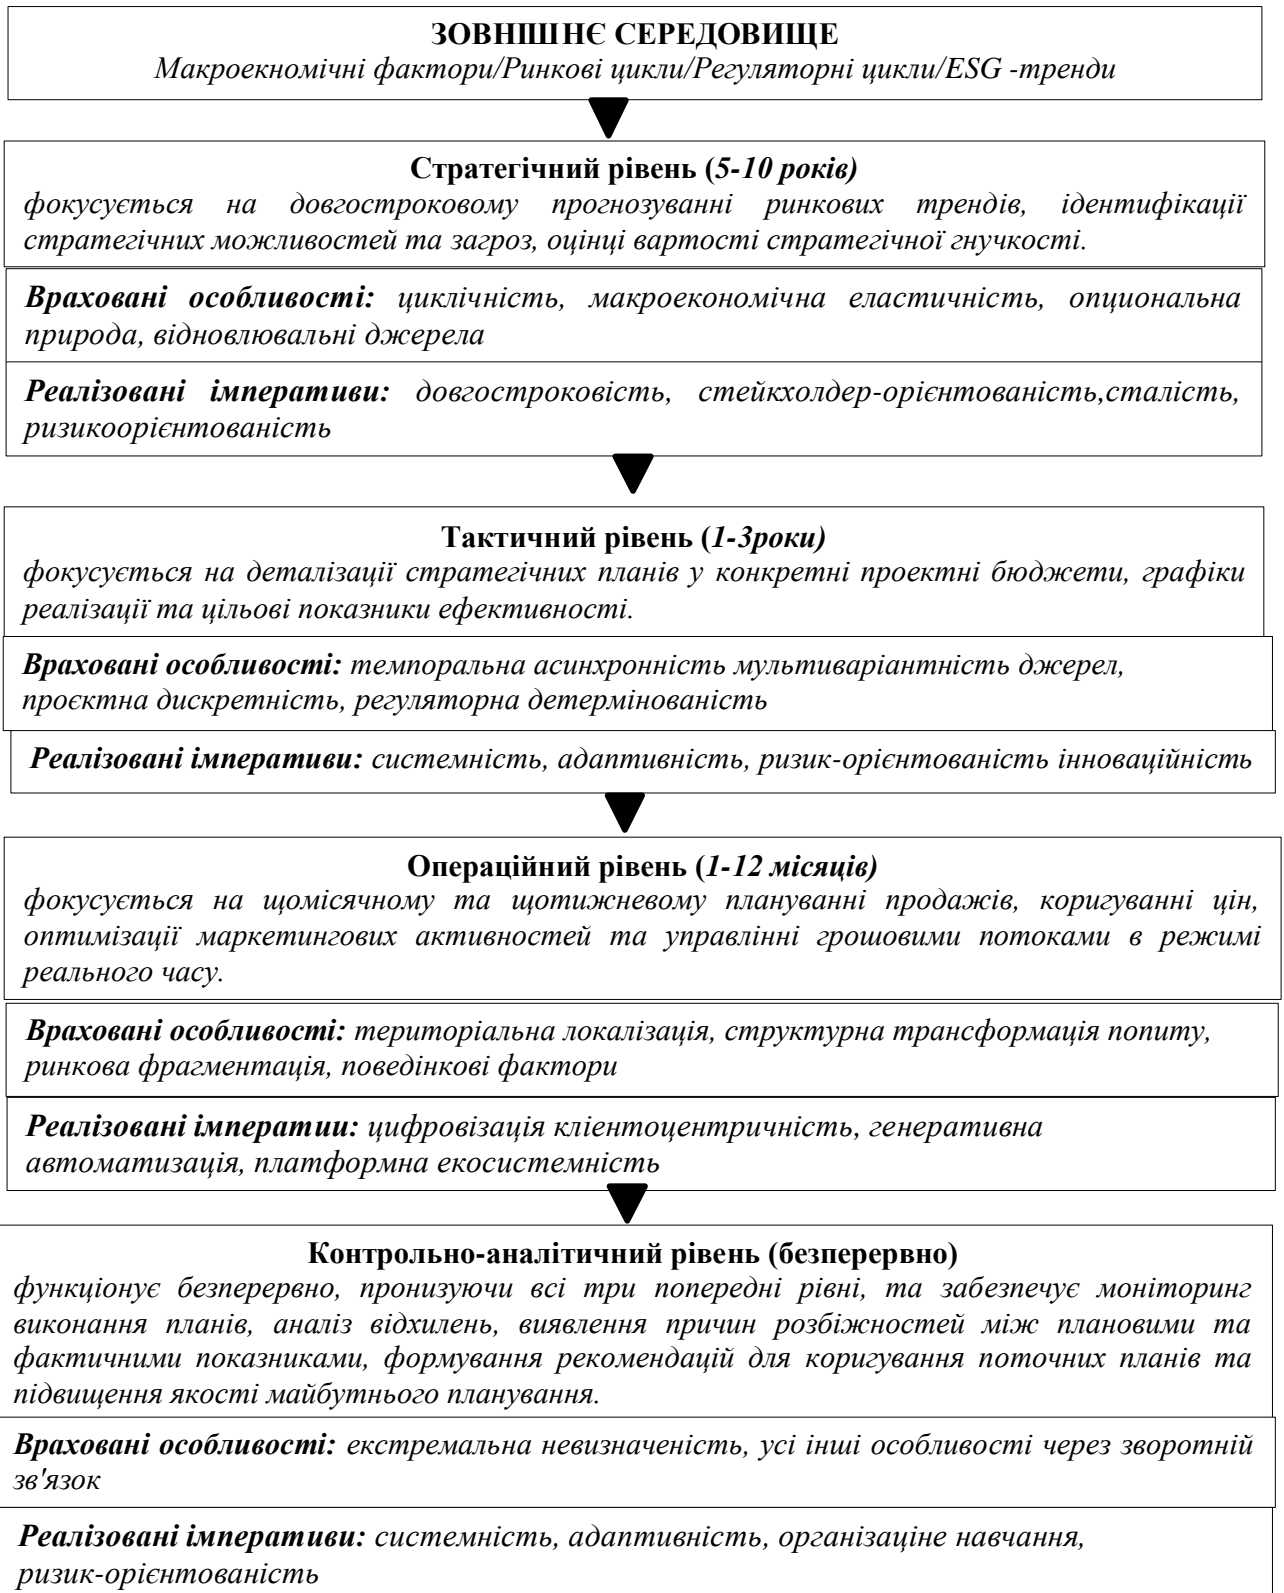 ЗОВНІШНЄ СЕРЕДОВИЩЕ
Макроекномічні фактори/Ринкові цикли/Регуляторні цикли/ESG -тренди
Стратегічний рівень (5-10 років)
фокусується на довгостроковому прогнозуванні ринкових трендів, ідентифікації
стратегічних можливостей та загроз, оцінці вартості стратегічної гнучкості.
Враховані особливості: циклічність, макроекономічна еластичність, опциональна
природа, відновлювальні джерела
Реалізовані імперативи: довгостроковість, стейкхолдер-орієнтованість,сталість,
ризикоорієнтованість
Тактичний рівень (1-3роки)
фокусується на деталізації стратегічних планів у конкретні проектні бюджети, графіки
реалізації та цільові показники ефективності.
Враховані особливості: темпоральна асинхронність мультиваріантність джерел,
проєктна дискретність, регуляторна детермінованість
Реалізовані імперативи: системність, адаптивність, ризик-орієнтованість інноваційність
Операційний рівень (1-12 місяців)
фокусується на щомісячному та щотижневому плануванні продажів, коригуванні цін,
оптимізації маркетингових активностей та управлінні грошовими потоками в режимі
реального часу.
Враховані особливості: територіальна локалізація, структурна трансформація попиту,
ринкова фрагментація, поведінкові фактори
Реалізовані імператии: цифровізація клієнтоцентричність, генеративна
автоматизація, платформна екосистемність
Контрольно-аналітичний рівень (безперервно)
функціонує безперервно, пронизуючи всі три попередні рівні, та забезпечує моніторинг
виконання планів, аналіз відхилень, виявлення причин розбіжностей між плановими та
фактичними показниками, формування рекомендацій для коригування поточних планів та
підвищення якості майбутнього планування.
Враховані особливості: екстремальна невизначеність, усі інші особливості через зворотній
зв'язок
Реалізовані імперативи: системність, адаптивність, організаціне навчання,
ризик-орієнтованість